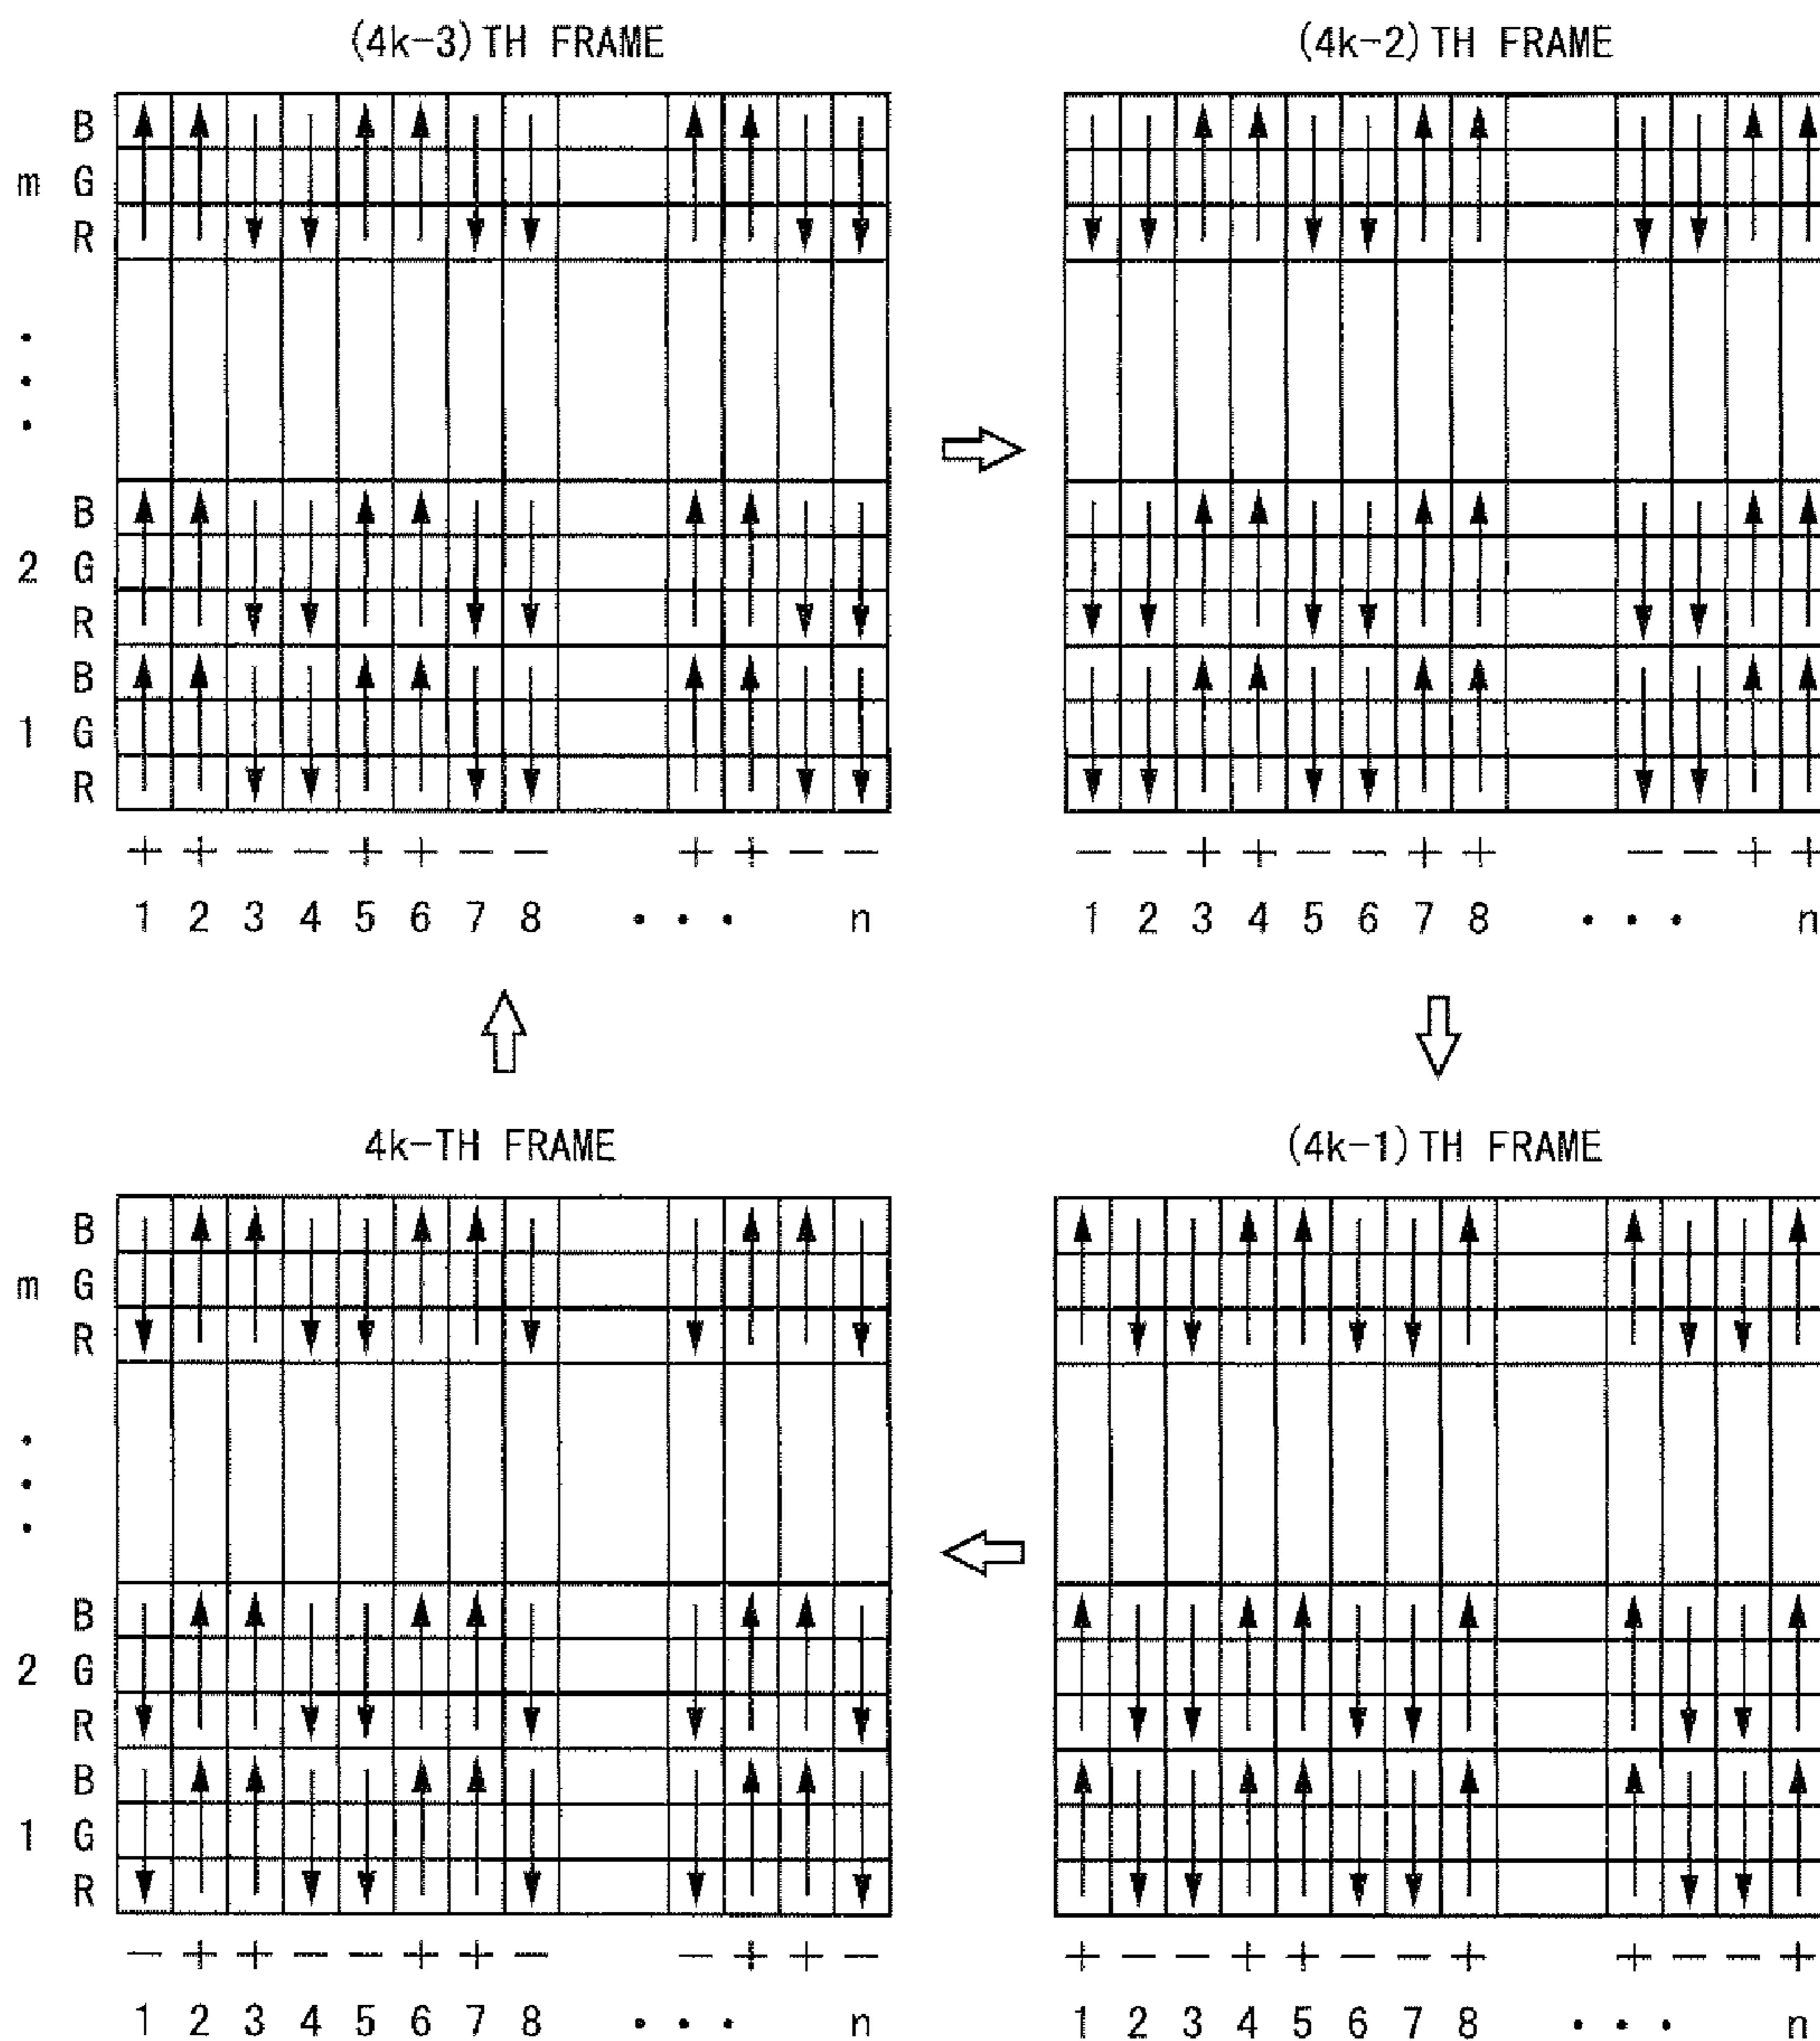 (4k-3)TH FRAME
B
m G
R
B
2 G
R
B
1 G
R
+ + - - + + - - + + - -
1 2 3 4 5 6 7 8 • • • n
(4k-2)TH FRAME
- - + + - - + + - - + +
1 2 3 4 5 6 7 8 • • • n
4k-TH FRAME
B
m G
R
B
2 G
R
B
1 G
R
- + + - - + + - - + + -
1 2 3 4 5 6 7 8 • • • n
(4k-1)TH FRAME
+ - - + + - - + + - - +
1 2 3 4 5 6 7 8 • • • n